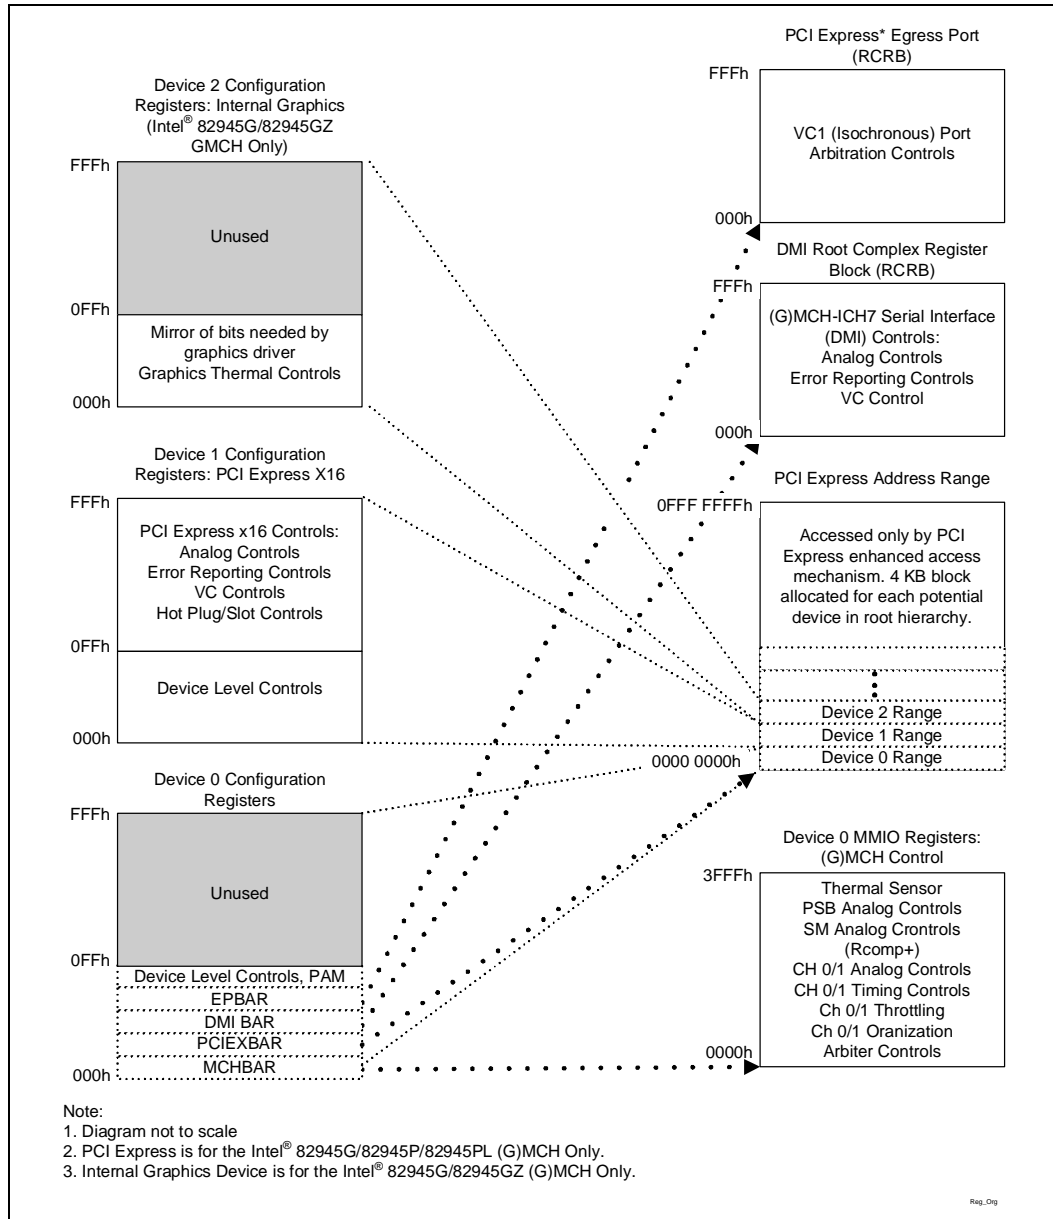 Device 2 Configuration
Registers: Internal Graphics
(Intel® 82945G/82945GZ
GMCH Only)
FFFh
Unused
0FFh
Mirror of bits needed by
graphics driver
Graphics Thermal Controls
000h
Device 1 Configuration
Registers: PCI Express X16
FFFh
PCI Express x16 Controls:
Analog Controls
Error Reporting Controls
VC Controls
Hot Plug/Slot Controls
0FFh
Device Level Controls
000h
Device 0 Configuration
Registers
FFFh
Unused
0FFh
Device Level Controls, PAM
EPBAR
DMI BAR
PCIEXBAR
MCHBAR
000h
PCI Express* Egress Port
(RCRB)
FFFh
VC1 (Isochronous) Port
Arbitration Controls
000h
DMI Root Complex Register
Block (RCRB)
FFFh
(G)MCH-ICH7 Serial Interface
(DMI) Controls:
Analog Controls
Error Reporting Controls
VC Control
000h
PCI Express Address Range
0FFF FFFFh
Accessed only by PCI
Express enhanced access
mechanism. 4 KB block
allocated for each potential
device in root hierarchy.
Device 2 Range
Device 1 Range
Device 0 Range
0000 0000h
Device 0 MMIO Registers:
(G)MCH Control
3FFFh
Thermal Sensor
PSB Analog Controls
SM Analog Crontrols
(Rcomp+)
CH 0/1 Analog Controls
CH 0/1 Timing Controls
Ch 0/1 Throttling
Ch 0/1 Oranization
Arbiter Controls
0000h
Note:
1. Diagram not to scale
2. PCI Express is for the Intel® 82945G/82945P/82945PL (G)MCH Only.
3. Internal Graphics Device is for the Intel® 82945G/82945GZ (G)MCH Only.
Reg_Org